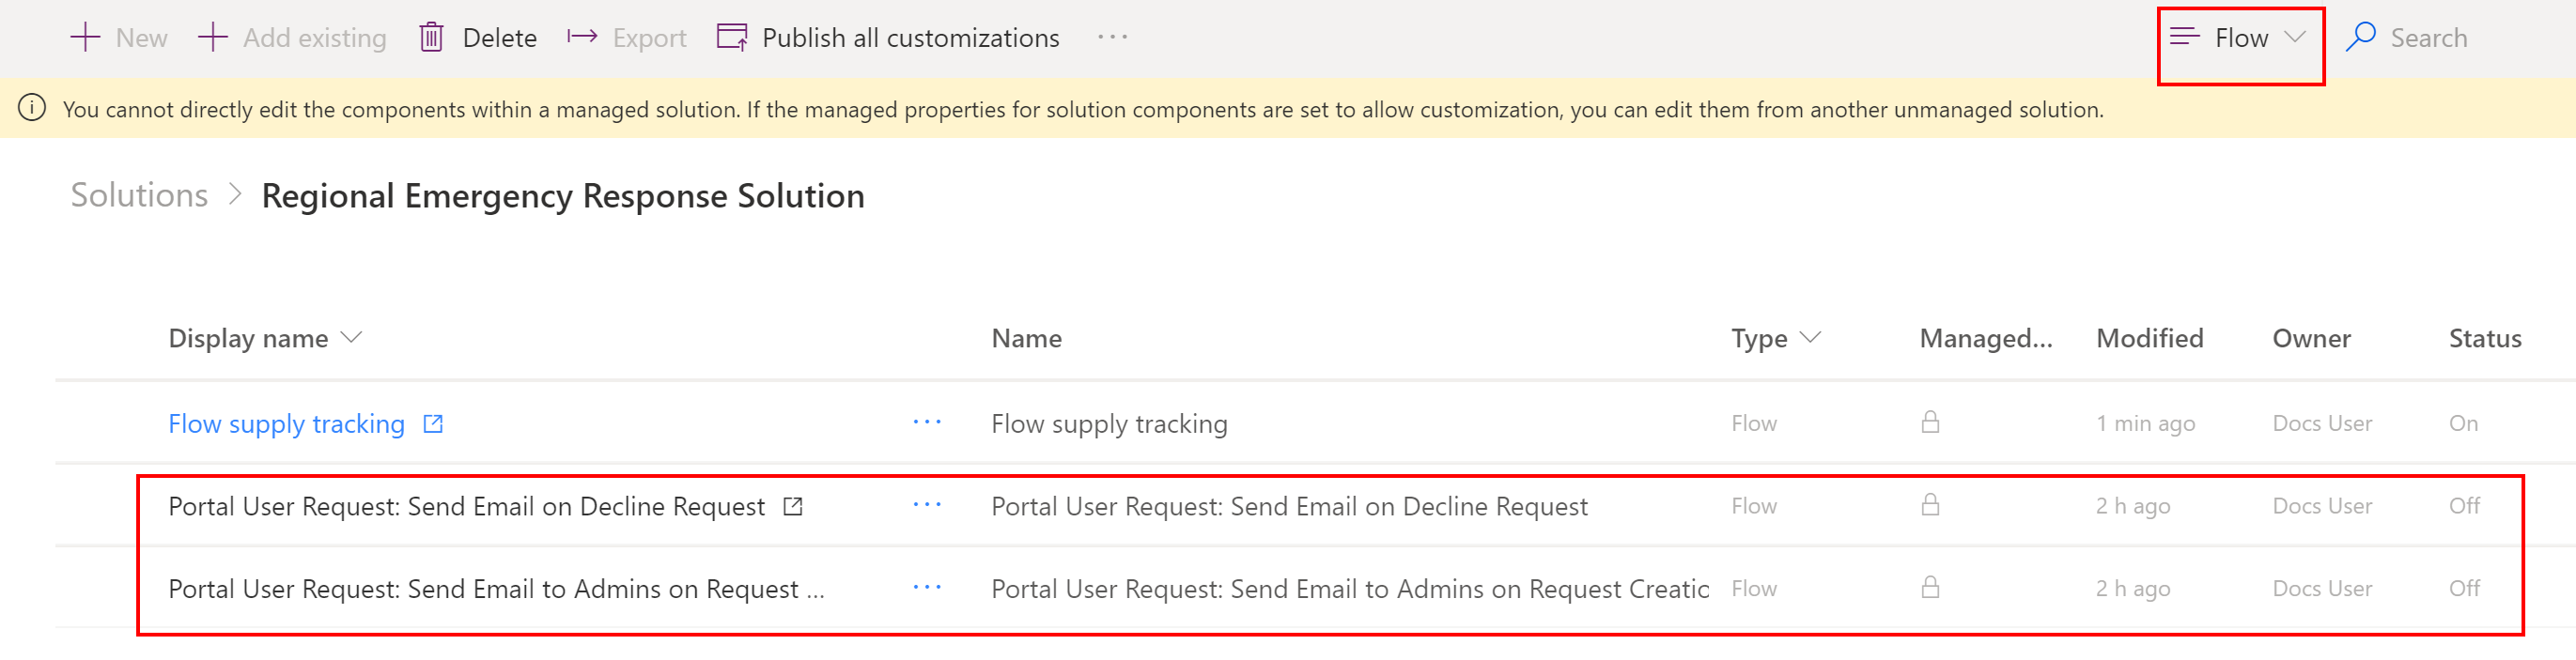 New Add existing Delete Export Publish all customizations ... Flow Search
You cannot directly edit the components within a managed solution. If the managed properties for solution components are set to allow customization, you can edit them from another unmanaged solution.
Solutions > Regional Emergency Response Solution
Display name Name Type Managed... Modified Owner Status
Flow supply tracking ... Flow supply tracking Flow 1 min ago Docs User On
Portal User Request: Send Email on Decline Request ... Portal User Request: Send Email on Decline Request Flow 2 h ago Docs User Off
Portal User Request: Send Email to Admins on Request ... ... Portal User Request: Send Email to Admins on Request Creatio Flow 2 h ago Docs User Off